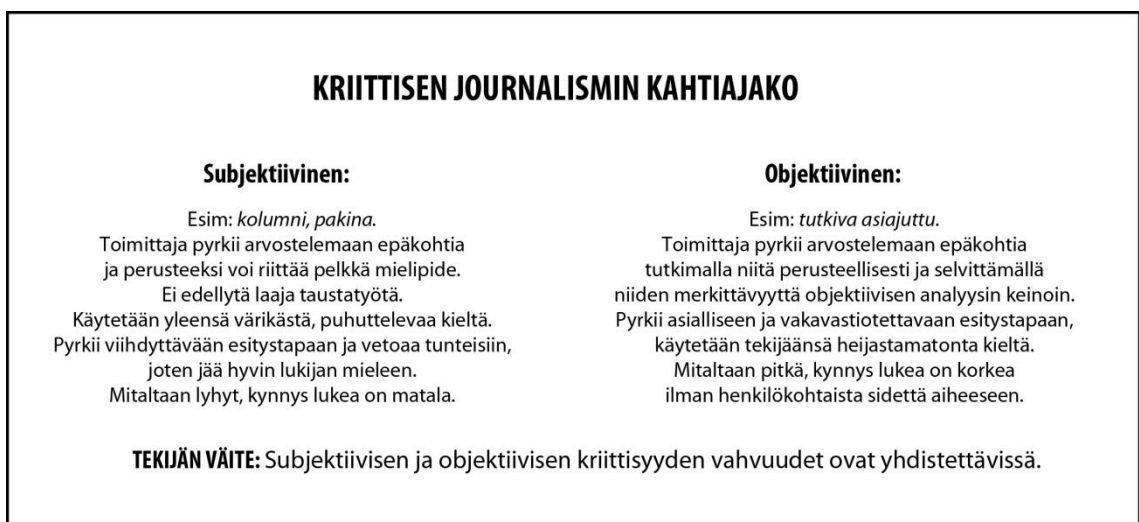 KRIITTISEN JOURNALISMIN KAHTIAJAKO
Subjektiivinen:
Esim: kolumni, pakina.
Toimittaja pyrkii arvostelemaan epäkohtia
ja perusteeksi voi riittää pelkkä mielipide.
Ei edellytä laaja taustatyötä.
Käytetään yleensä värikästä, puhuttelevaa kieltä.
Pyrkii viihdyttävään esitystapaan ja vetoaa tunteisiin,
joten jää hyvin lukijan mieleen.
Mitaltaan lyhyt, kynnys lukea on matala.
Objektiivinen:
Esim: tutkiva asiajuttu.
Toimittaja pyrkii arvostelemaan epäkohtia
tutkimalla niitä perusteellisesti ja selvittämällä
niiden merkittävyyttä objektiivisen analyysin keinoin.
Pyrkii asialliseen ja vakavastiotettavaan esitystapaan,
käytetään tekijäänsä heijastamatonta kieltä.
Mitaltaan pitkä, kynnys lukea on korkea
ilman henkilökohtaista sidettä aiheeseen.
TEKIJÄN VÄITE: Subjektiivisen ja objektiivisen kriittisyyden vahvuudet ovat yhdistettävissä.